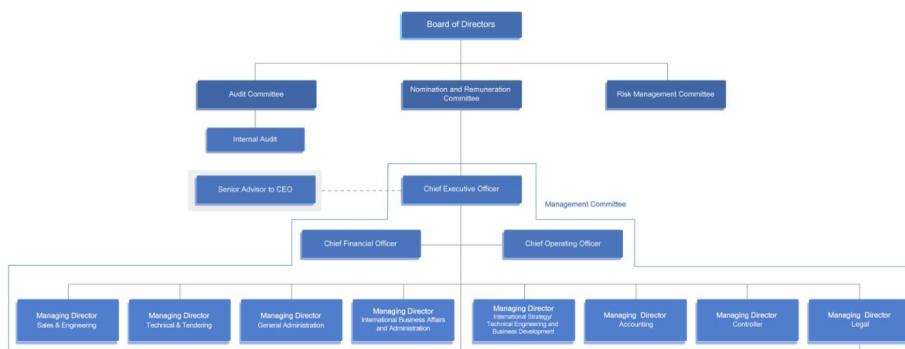 Board of Directors
Audit Committee
Nomination and Remuneration
Committee
Risk Management Committee
Internal Audit
Senior Advisor to CEO
Chief Executive Officer
Management Committee
Chief Financial Officer
Chief Operating Officer
Managing Director
Sales & Engineering
Managing Director
Technical & Tendering
Managing Director
General Administration
Managing Director
International Business Affairs
and Administration
Managing Director
International Strategy/
Technical Engineering and
Business Development
Managing Director
Accounting
Managing Director
Controller
Managing Director
Legal